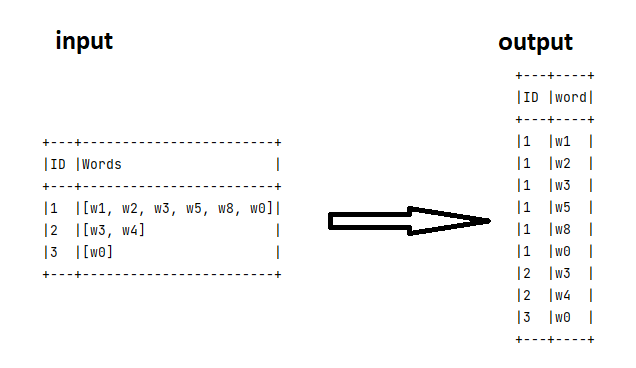 input
+---+------------------------+
|ID |Words                   |
+---+------------------------+
|1  |[w1, w2, w3, w5, w8, w0]|
|2  |[w3, w4]                |
|3  |[w0]                    |
+---+------------------------+
output
+---+----+
|ID |word|
+---+----+
|1  |w1  |
|1  |w2  |
|1  |w3  |
|1  |w5  |
|1  |w8  |
|1  |w0  |
|2  |w3  |
|2  |w4  |
|3  |w0  |
+---+----+